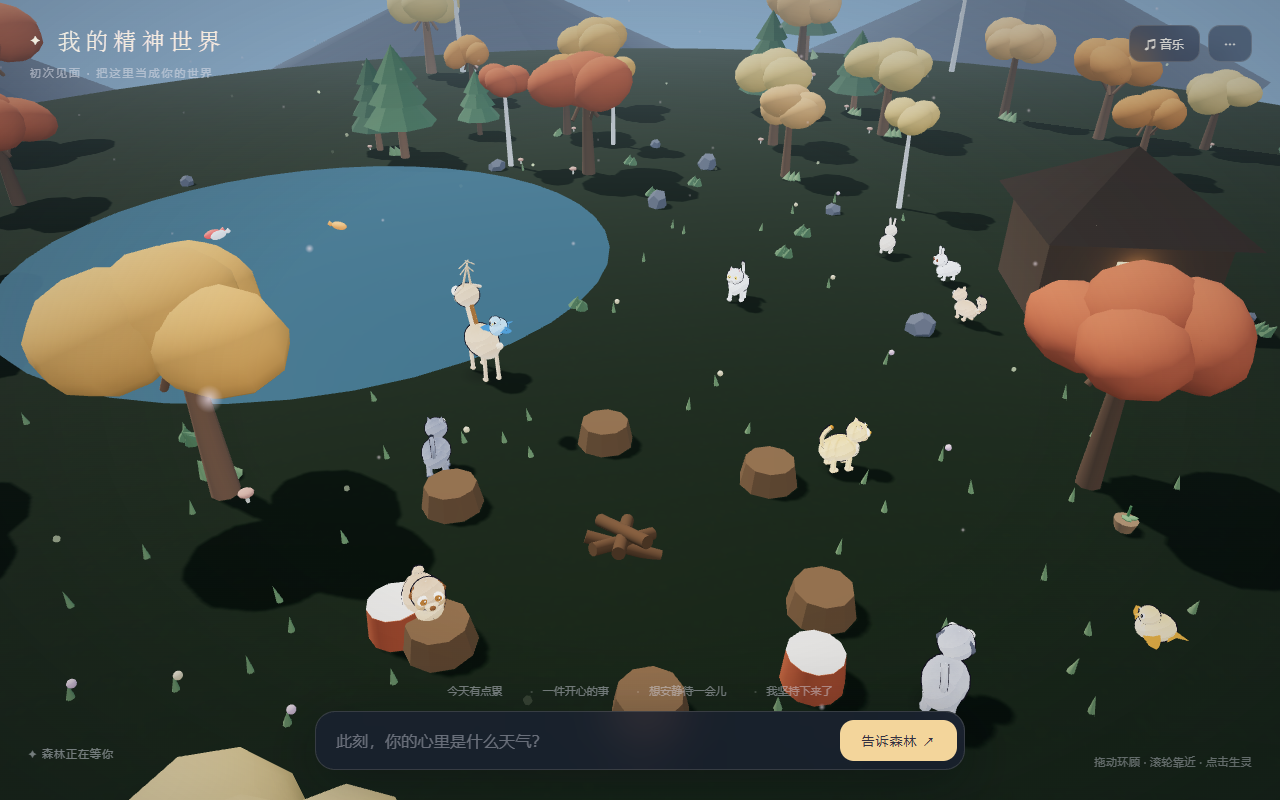 ✦ 我的精神世界
初次见面 · 把这里当成你的世界
♫ 音乐
···
今天有点累 · 一件开心的事 · 想安静待一会儿 · 我坚持下来了
此刻，你的心里是什么天气？
告诉森林 ↗
✦ 森林正在等你
拖动环顾 · 滚轮靠近 · 点击生灵